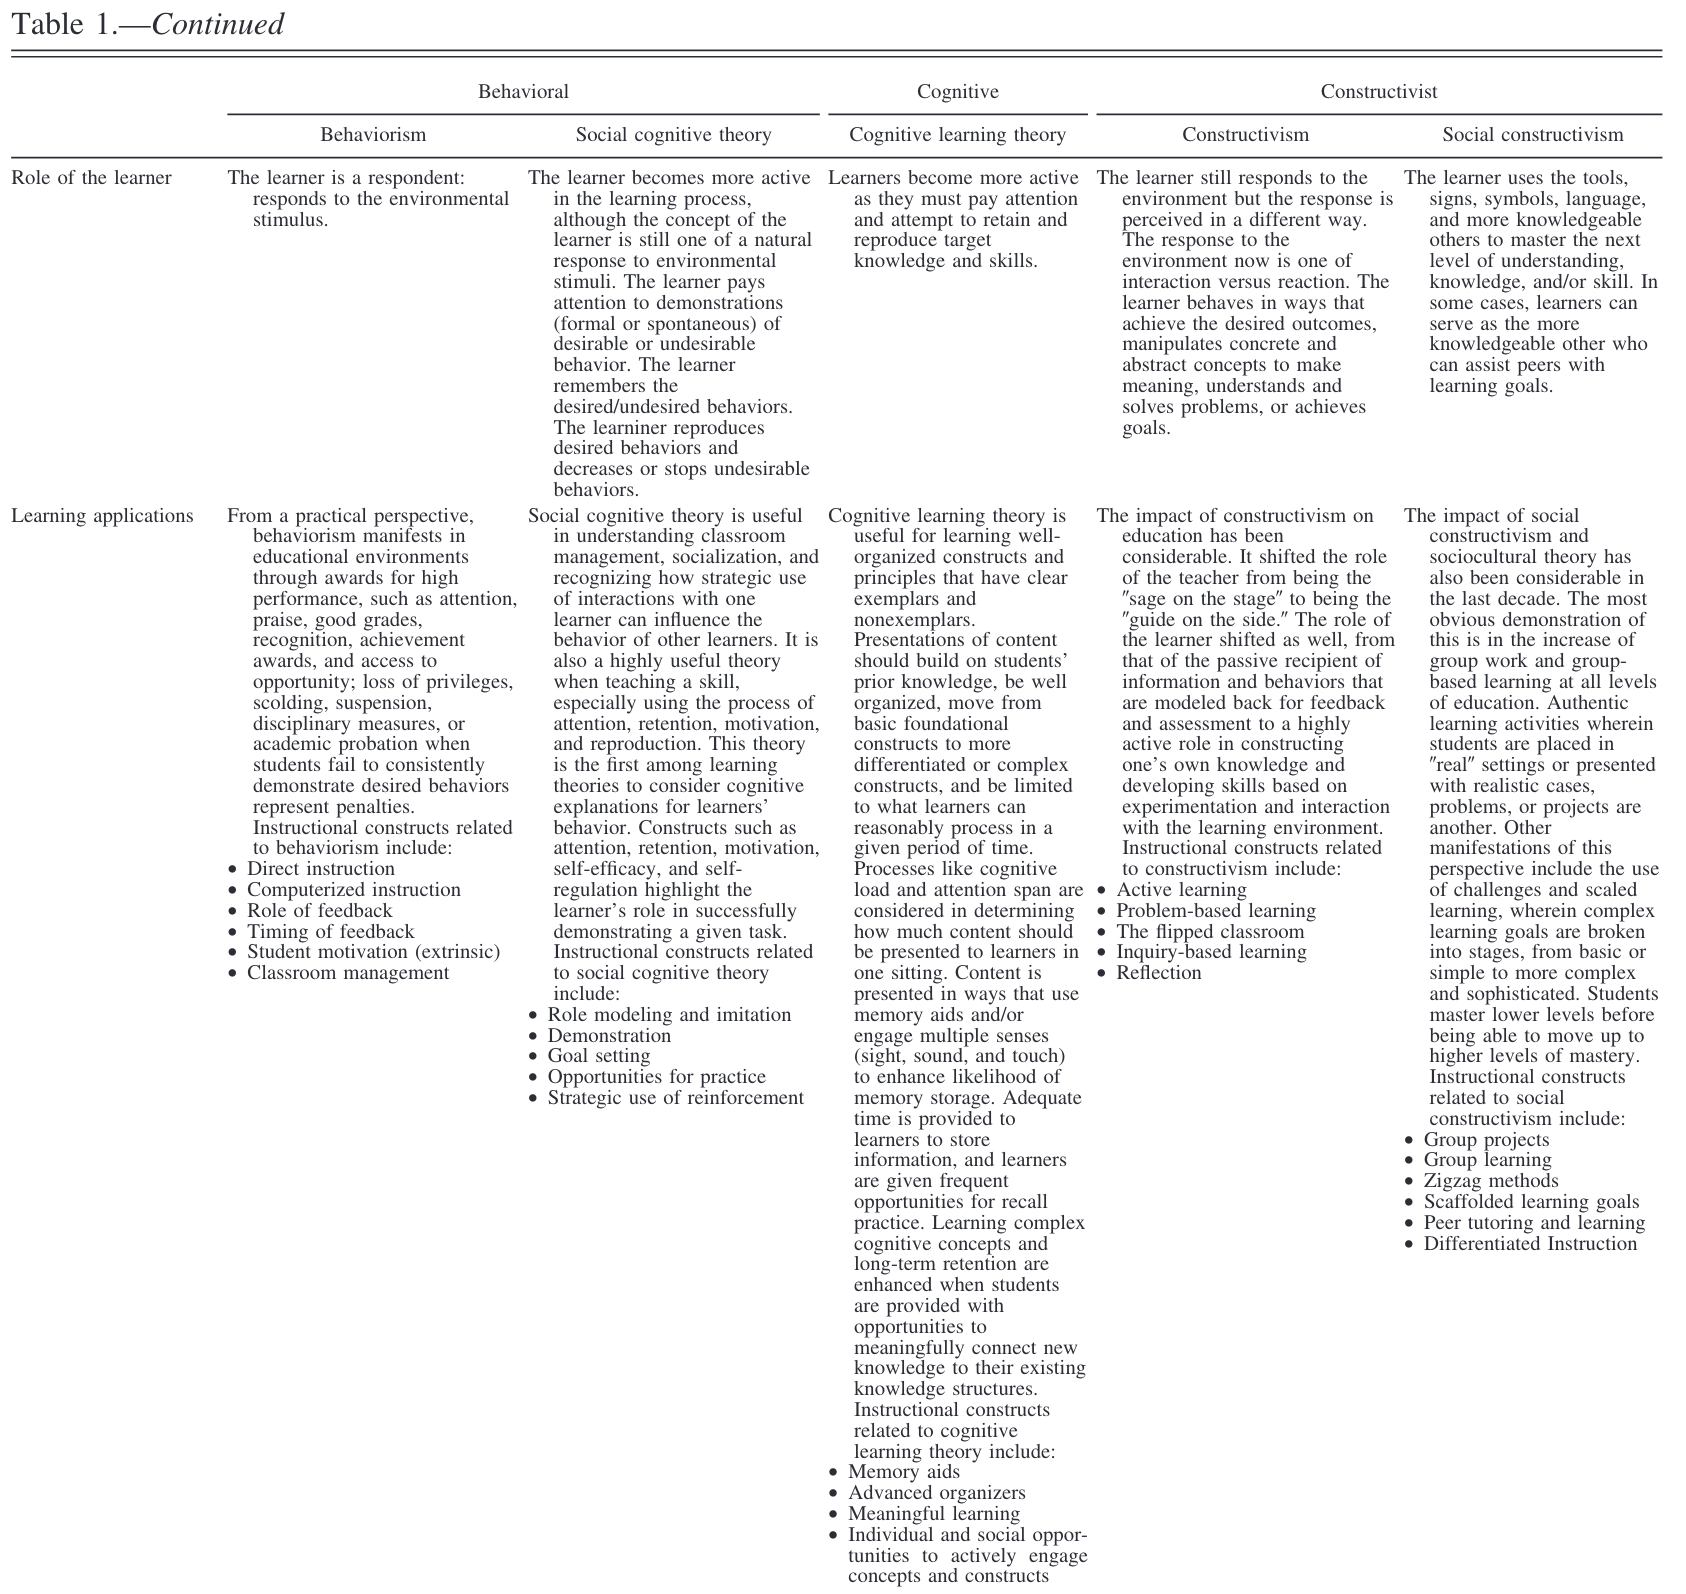 Table 1.—Continued
Behavioral
Cognitive
Constructivist
Behaviorism
Social cognitive theory
Cognitive learning theory
Constructivism
Social constructivism
Role of the learner
The learner is a respondent:
responds to the environmental
stimulus.
The learner becomes more active
in the learning process,
although the concept of the
learner is still one of a natural
response to environmental
stimuli. The learner pays
attention to demonstrations
(formal or spontaneous) of
desirable or undesirable
behavior. The learner
remembers the
desired/undesired behaviors.
The learniner reproduces
desired behaviors and
decreases or stops undesirable
behaviors.
Learners become more active
as they must pay attention
and attempt to retain and
reproduce target
knowledge and skills.
The learner still responds to the
environment but the response is
perceived in a different way.
The response to the
environment now is one of
interaction versus reaction. The
learner behaves in ways that
achieve the desired outcomes,
manipulates concrete and
abstract concepts to make
meaning, understands and
solves problems, or achieves
goals.
The learner uses the tools,
signs, symbols, language,
and more knowledgeable
others to master the next
level of understanding,
knowledge, and/or skill. In
some cases, learners can
serve as the more
knowledgeable other who
can assist peers with
learning goals.
Learning applications
From a practical perspective,
behaviorism manifests in
educational environments
through awards for high
performance, such as attention,
praise, good grades,
recognition, achievement
awards, and access to
opportunity; loss of privileges,
scolding, suspension,
disciplinary measures, or
academic probation when
students fail to consistently
demonstrate desired behaviors
represent penalties.
Instructional constructs related
to behaviorism include:
• Direct instruction
• Computerized instruction
• Role of feedback
• Timing of feedback
• Student motivation (extrinsic)
• Classroom management
Social cognitive theory is useful
in understanding classroom
management, socialization, and
recognizing how strategic use
of interactions with one
learner can influence the
behavior of other learners. It is
also a highly useful theory
when teaching a skill,
especially using the process of
attention, retention, motivation,
and reproduction. This theory
is the first among learning
theories to consider cognitive
explanations for learners’
behavior. Constructs such as
attention, retention, motivation,
self-efficacy, and self-
regulation highlight the
learner’s role in successfully
demonstrating a given task.
Instructional constructs related
to social cognitive theory
include:
• Role modeling and imitation
• Demonstration
• Goal setting
• Opportunities for practice
• Strategic use of reinforcement
Cognitive learning theory is
useful for learning well-
organized constructs and
principles that have clear
exemplars and
nonexemplars.
Presentations of content
should build on students’
prior knowledge, be well
organized, move from
basic foundational
constructs to more
differentiated or complex
constructs, and be limited
to what learners can
reasonably process in a
given period of time.
Processes like cognitive
load and attention span are
considered in determining
how much content should
be presented to learners in
one sitting. Content is
presented in ways that use
memory aids and/or
engage multiple senses
(sight, sound, and touch)
to enhance likelihood of
memory storage. Adequate
time is provided to
learners to store
information, and learners
are given frequent
opportunities for recall
practice. Learning complex
cognitive concepts and
long-term retention are
enhanced when students
are provided with
opportunities to
meaningfully connect new
knowledge to their existing
knowledge structures.
Instructional constructs
related to cognitive
learning theory include:
• Memory aids
• Advanced organizers
• Meaningful learning
• Individual and social oppor-
tunities to actively engage
concepts and constructs
The impact of constructivism on
education has been
considerable. It shifted the role
of the teacher from being the
″sage on the stage″ to being the
″guide on the side.″ The role of
the learner shifted as well, from
that of the passive recipient of
information and behaviors that
are modeled back for feedback
and assessment to a highly
active role in constructing
one’s own knowledge and
developing skills based on
experimentation and interaction
with the learning environment.
Instructional constructs related
to constructivism include:
• Active learning
• Problem-based learning
• The flipped classroom
• Inquiry-based learning
• Reflection
The impact of social
constructivism and
sociocultural theory has
also been considerable in
the last decade. The most
obvious demonstration of
this is in the increase of
group work and group-
based learning at all levels
of education. Authentic
learning activities wherein
students are placed in
″real″ settings or presented
with realistic cases,
problems, or projects are
another. Other
manifestations of this
perspective include the use
of challenges and scaled
learning, wherein complex
learning goals are broken
into stages, from basic or
simple to more complex
and sophisticated. Students
master lower levels before
being able to move up to
higher levels of mastery.
Instructional constructs
related to social
constructivism include:
• Group projects
• Group learning
• Zigzag methods
• Scaffolded learning goals
• Peer tutoring and learning
• Differentiated Instruction